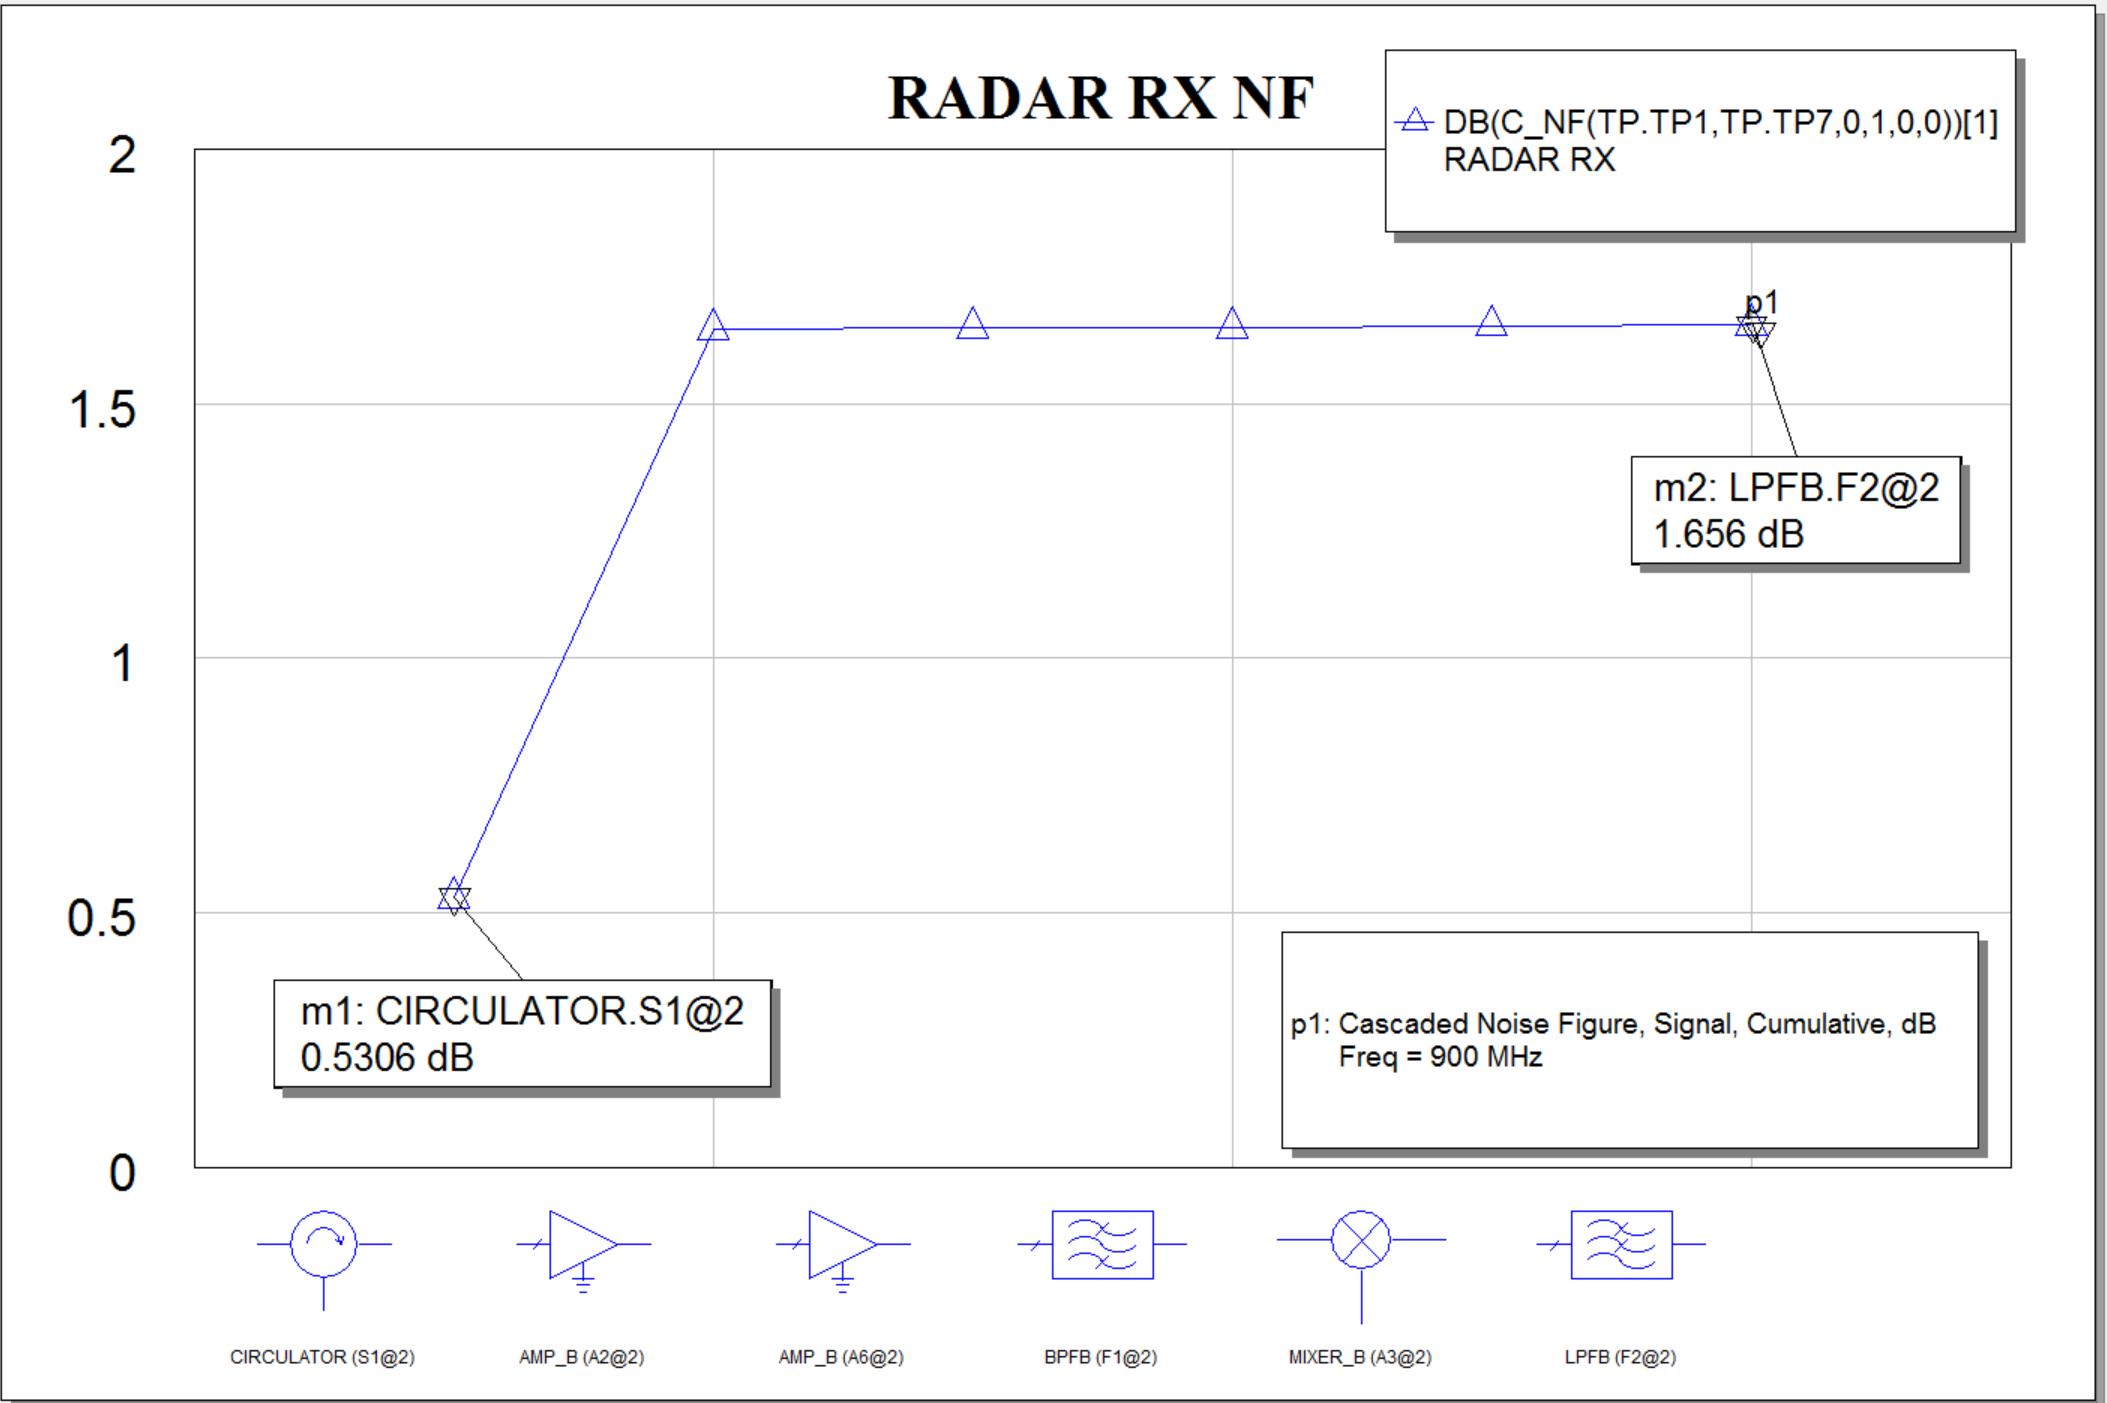 RADAR RX NF
DB(C_NF(TP.TP1,TP.TP7,0,1,0,0))[1]
RADAR RX
2
1.5
1
0.5
0
p1
m2: LPFB.F2@2
1.656 dB
m1: CIRCULATOR.S1@2
0.5306 dB
p1: Cascaded Noise Figure, Signal, Cumulative, dB
Freq = 900 MHz
CIRCULATOR (S1@2)
AMP_B (A2@2)
AMP_B (A6@2)
BPFB (F1@2)
MIXER_B (A3@2)
LPFB (F2@2)